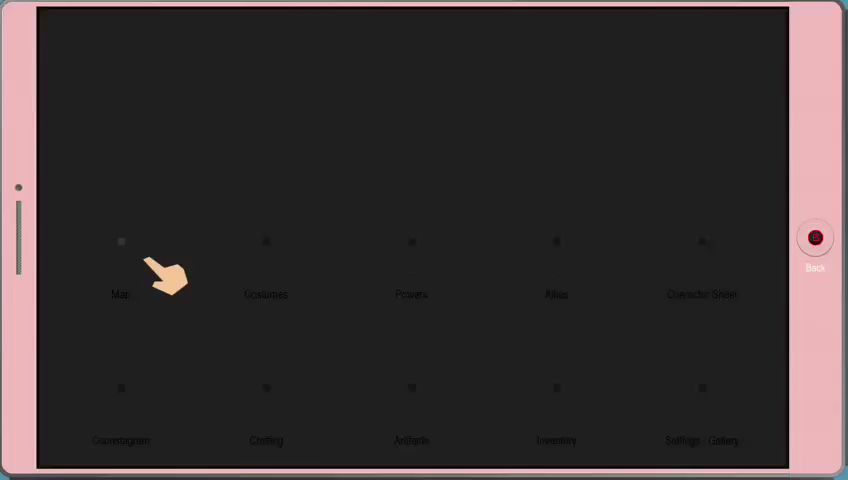 Map
Costumes
Powers
Allies
Character Sheet
Back
Crafting
Artifacts
Inventory
Settings - Gallery